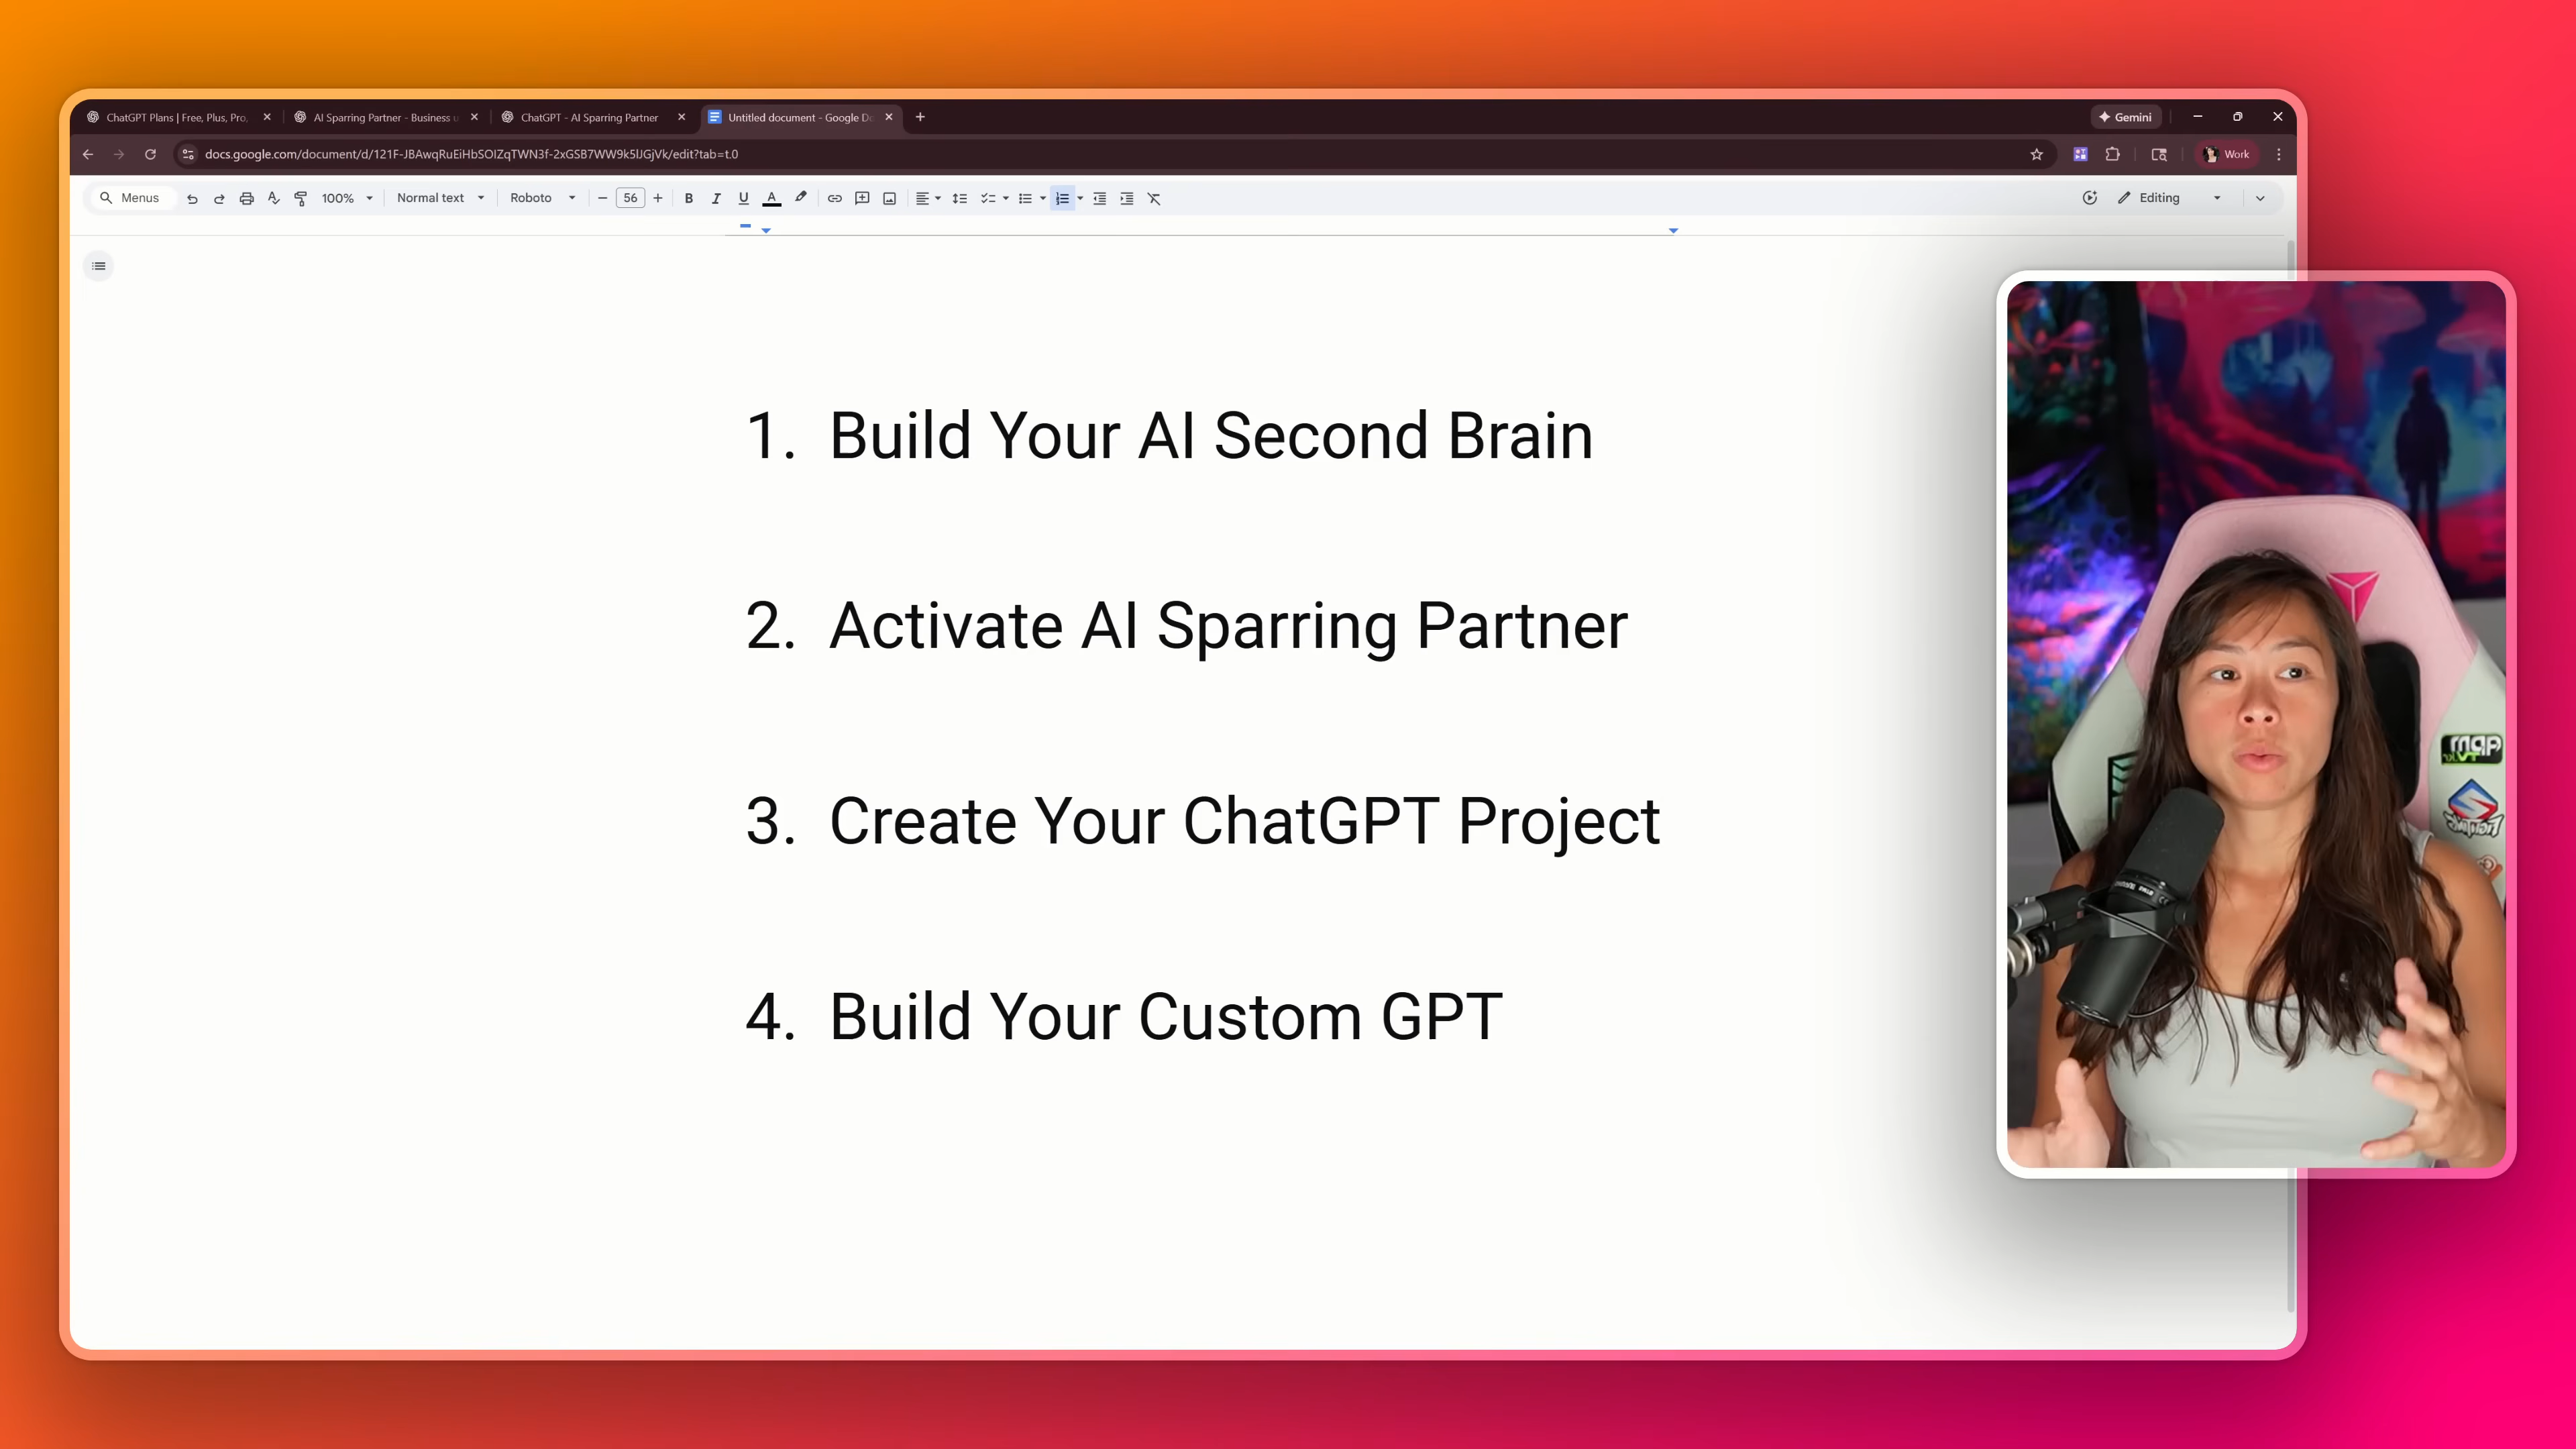 ChatGPT Plans | Free, Plus, Pro,
AI Sparring Partner - Business u
ChatGPT - AI Sparring Partner
Untitled document - Google Do
Gemini
docs.google.com/document/d/121F-JBAwqRuEiHbSOIZqTWN3f-2xGSB7WW9k5lJGjVk/edit?tab=t.0
Work
Menus
100%
Normal text
Roboto
56
Editing
1. Build Your AI Second Brain
2. Activate AI Sparring Partner
3. Create Your ChatGPT Project
4. Build Your Custom GPT